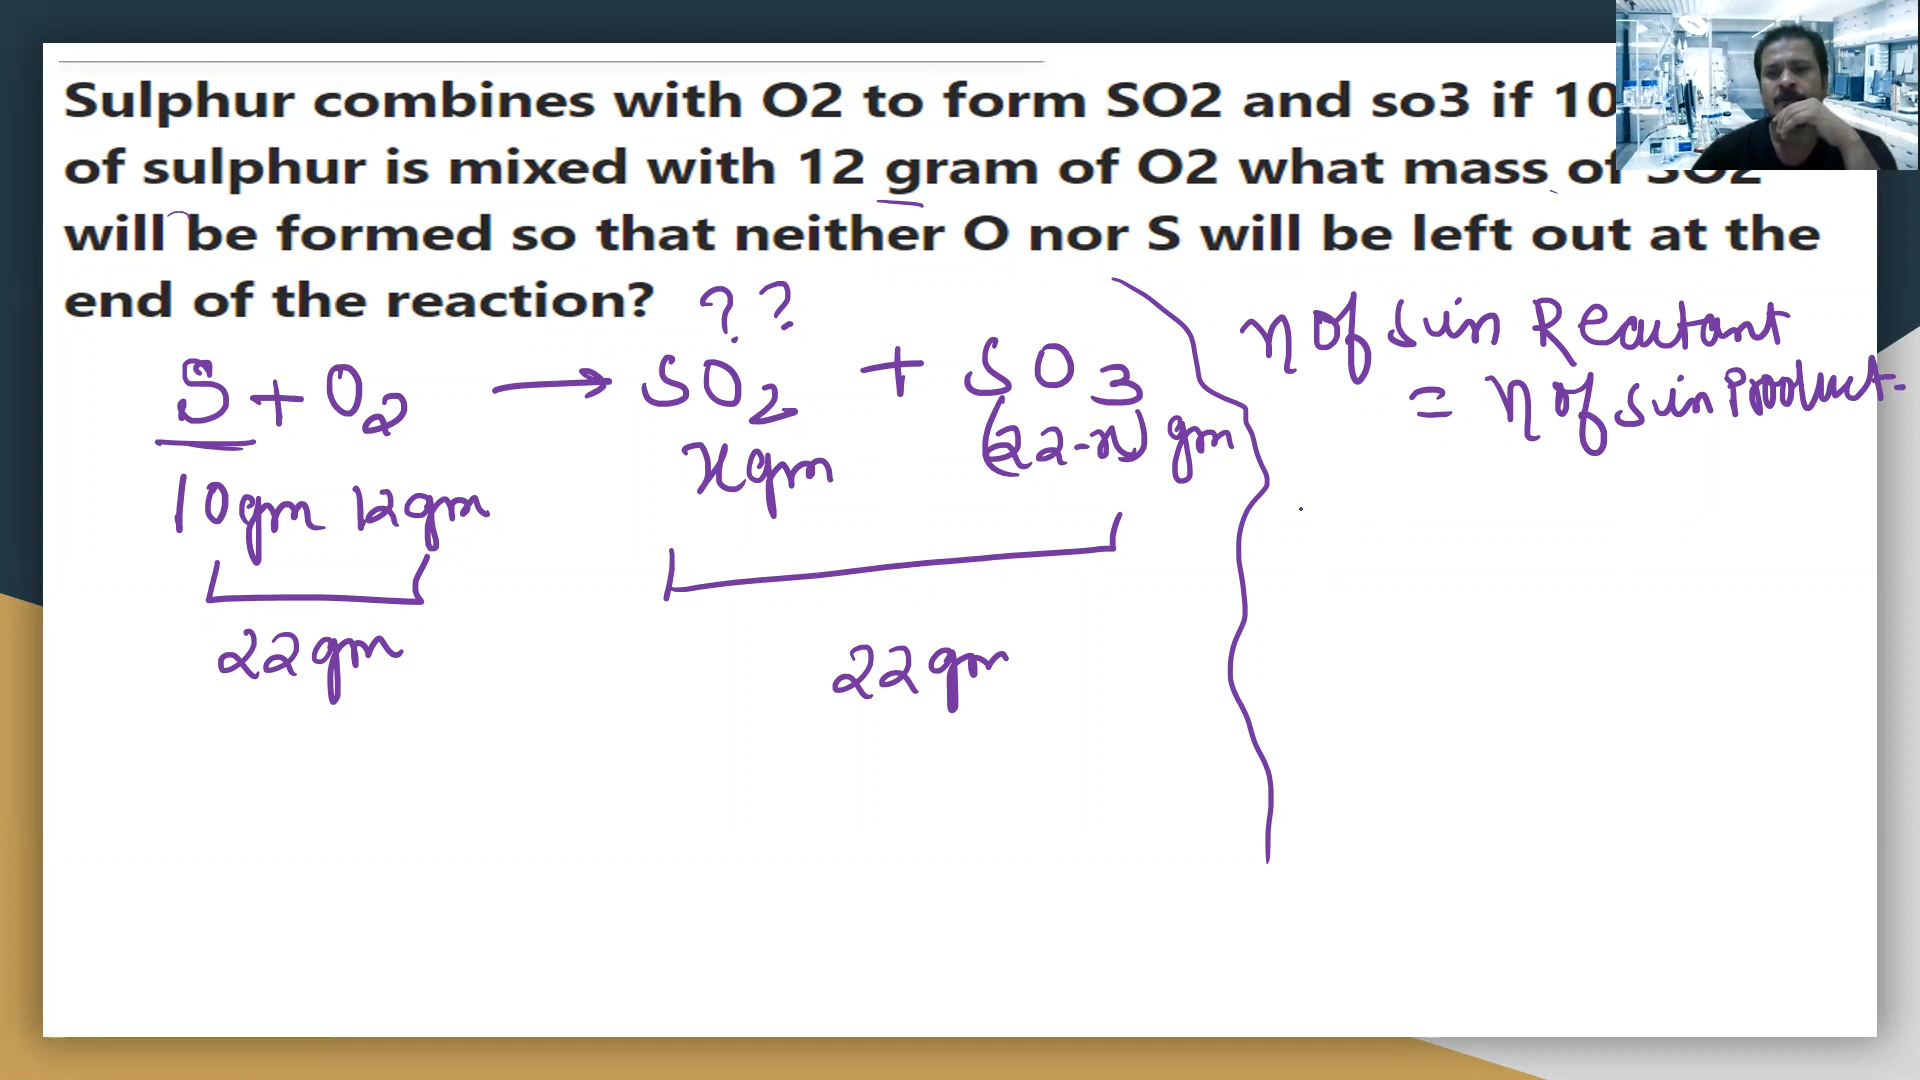 Sulphur combines with O2 to form SO2 and so3 if 10
of sulphur is mixed with 12 gram of O2 what mass of SO2
will be formed so that neither O nor S will be left out at the
end of the reaction?
? ?
S + O2 → SO2 + SO3
10gm 12gm x gm (22-x) gm
22gm 22gm
n of S in Reactant
= n of S in Product